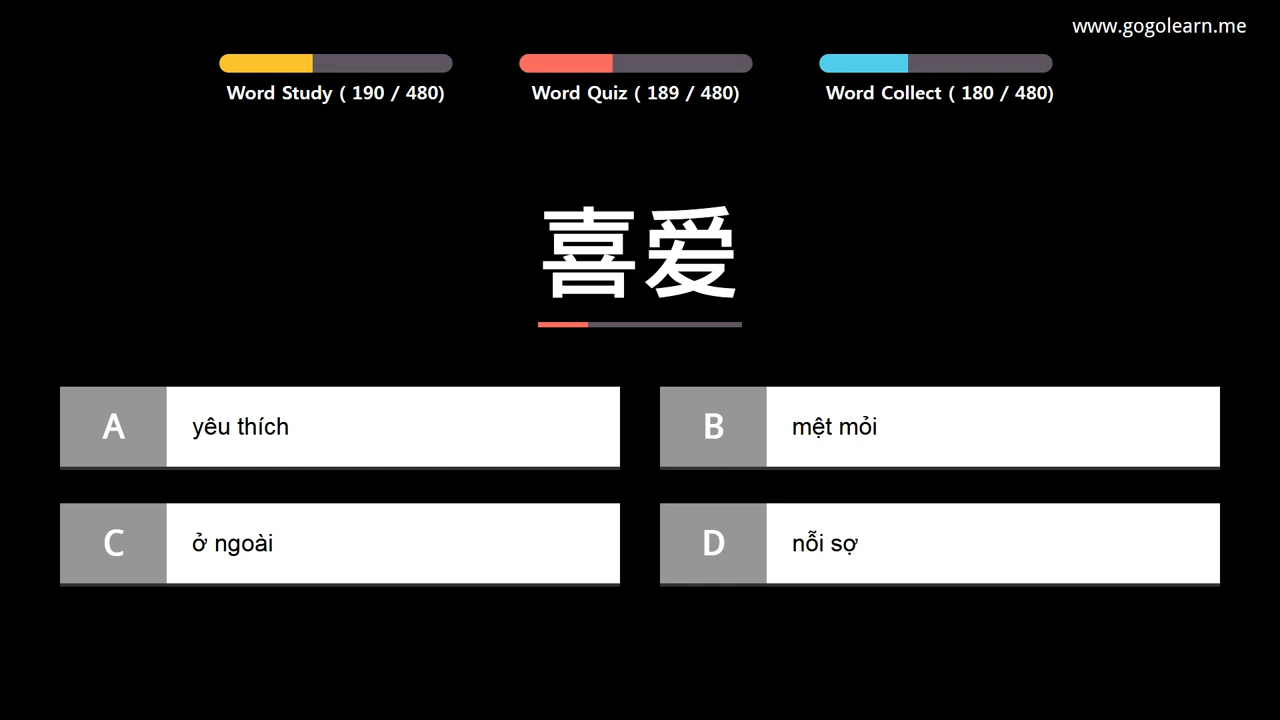 www.gogolearn.me
Word Study ( 190 / 480)
Word Quiz ( 189 / 480)
Word Collect ( 180 / 480)
喜爱
A yêu thích
B mệt mỏi
C ở ngoài
D nỗi sợ